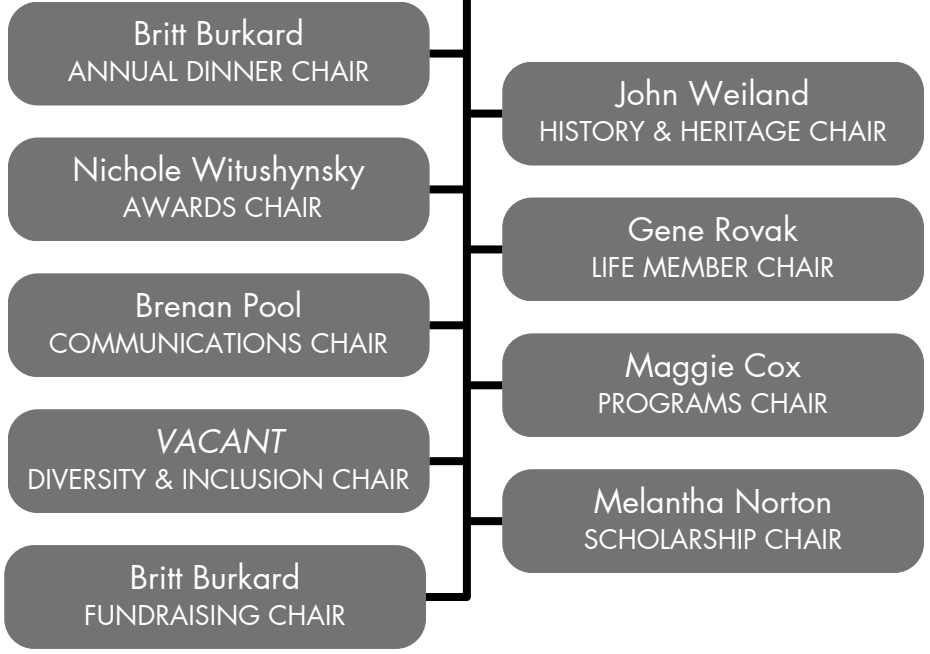 Britt Burkard
ANNUAL DINNER CHAIR
Nichole Witushynsky
AWARDS CHAIR
Brenan Pool
COMMUNICATIONS CHAIR
VACANT
DIVERSITY & INCLUSION CHAIR
Britt Burkard
FUNDRAISING CHAIR
John Weiland
HISTORY & HERITAGE CHAIR
Gene Rovak
LIFE MEMBER CHAIR
Maggie Cox
PROGRAMS CHAIR
Melantha Norton
SCHOLARSHIP CHAIR